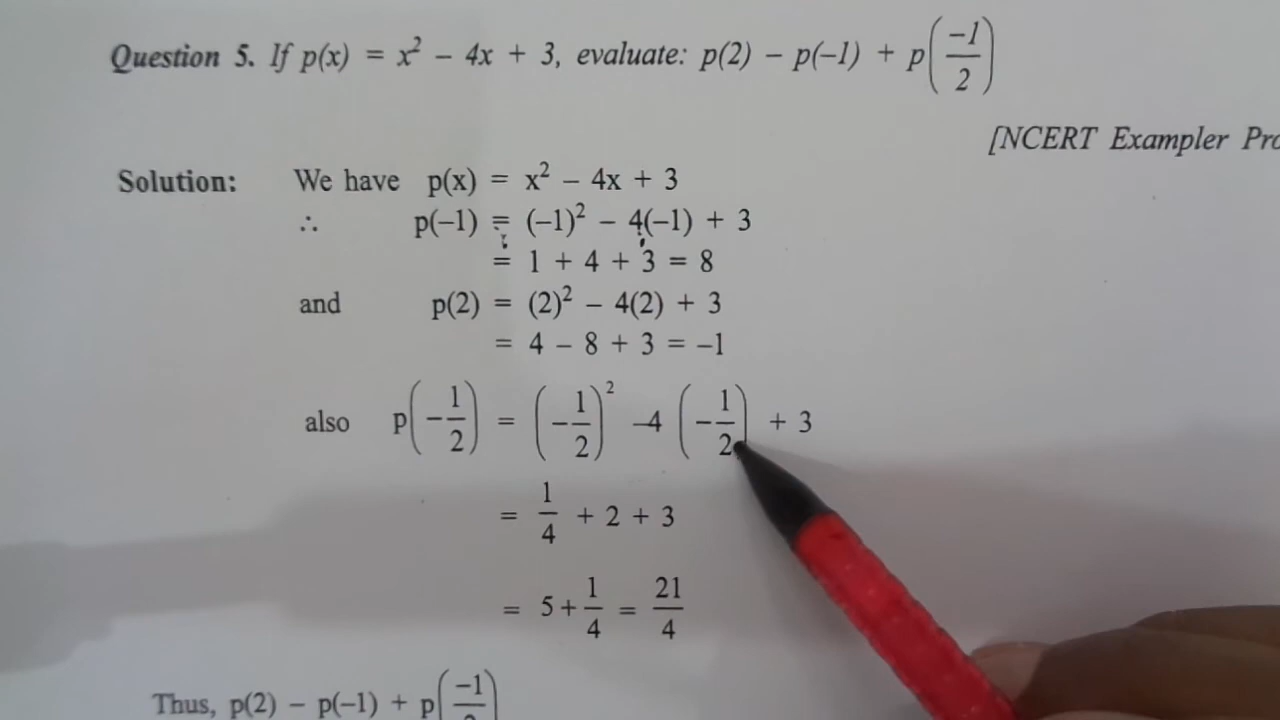 Question 5. If p(x) = x² – 4x + 3, evaluate: p(2) – p(–1) + p(–1/2)
[NCERT Exampler
Solution: We have p(x) = x² – 4x + 3
∴ p(–1) = (–1)² – 4(–1) + 3
= 1 + 4 + 3 = 8
and p(2) = (2)² – 4(2) + 3
= 4 – 8 + 3 = –1
also p(–1/2) = (–1/2)² –4 (–1/2) + 3
= 1/4 + 2 + 3
= 5+1/4 = 21/4
Thus, p(2) – p(–1) + p(–1/2)